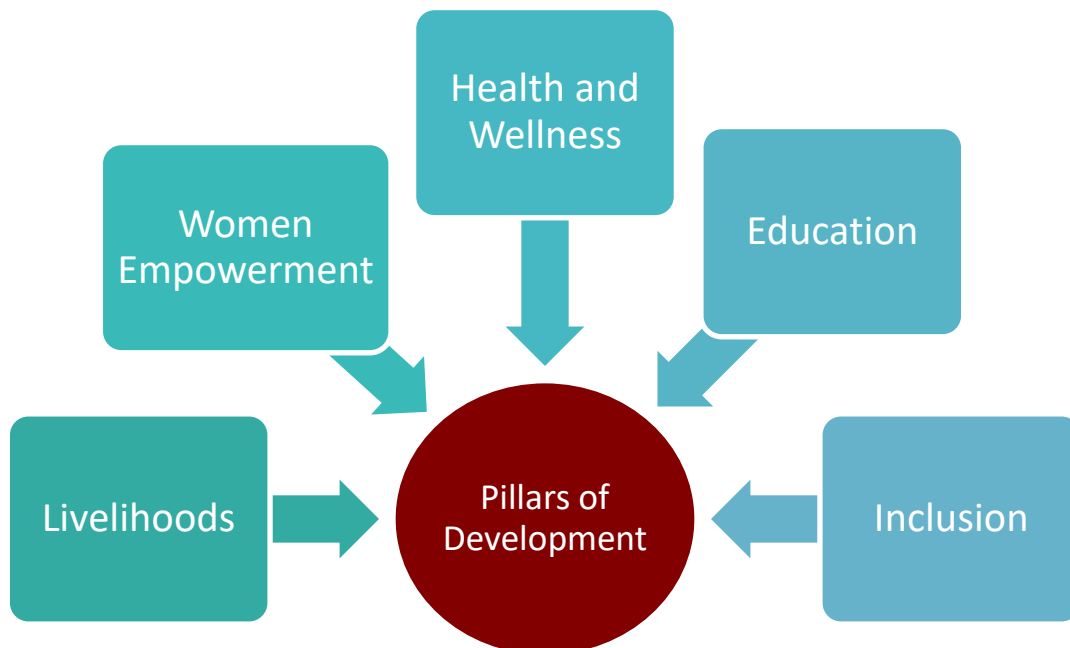 Health and
Wellness
Women
Empowerment
Education
Livelihoods
Pillars of
Development
Inclusion